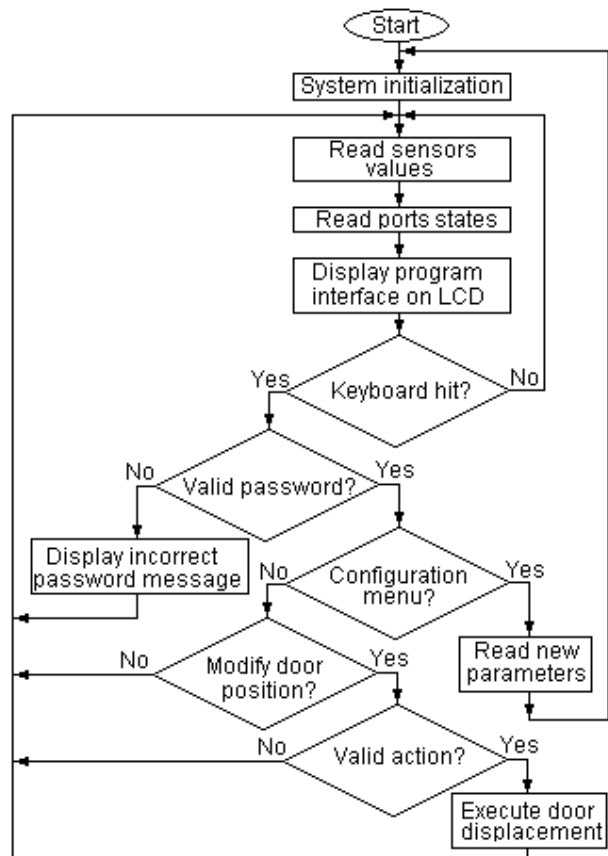 Start
System initialization
Read sensors
values
Read ports states
Display program
interface on LCD
Yes
Keyboard hit?
No
No
Valid password?
Yes
Display incorrect
password message
No
Configuration
menu?
Yes
No
Modify door
position?
Yes
Read new
parameters
No
Valid action?
Yes
Execute door
displacement